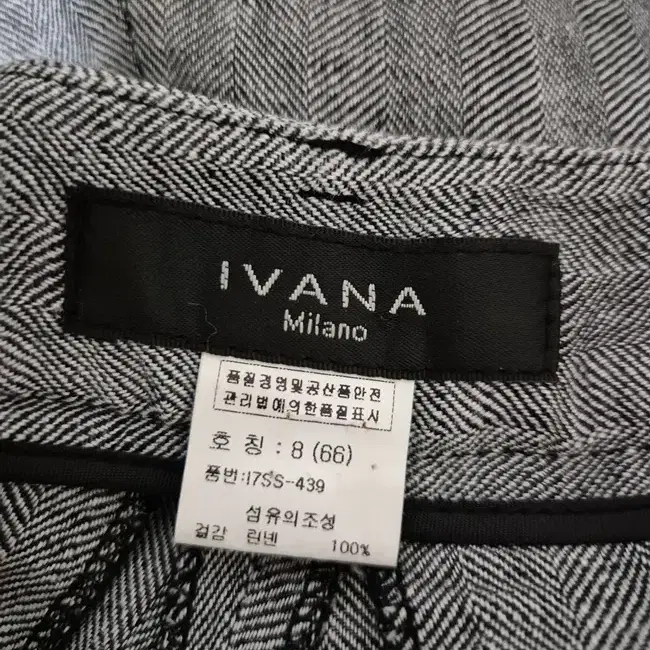 IVANA
Milano
품질경영및공산품안전
관리법에의한품질표시
호 칭 : 8 (66)
품번:17SS-439
섬유의조성
겉감 린넨 100%